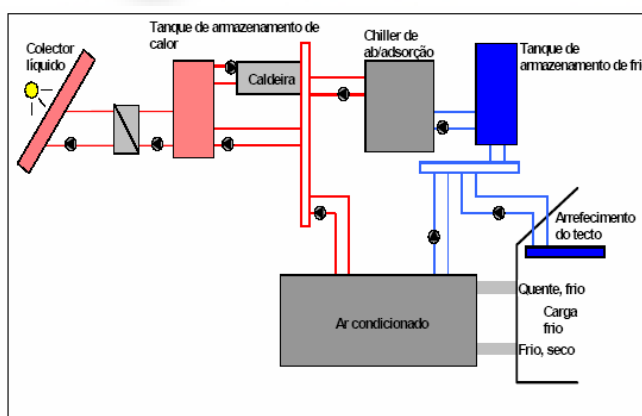 Colector
líquido
Tanque de armazenamento de
calor
Caldeira
Chiller de
ab/adsorção
Tanque de
armazenamento de frio
Arrefecimento
do tecto
Ar condicionado
Quente, frio
Carga
frio
Frio, seco